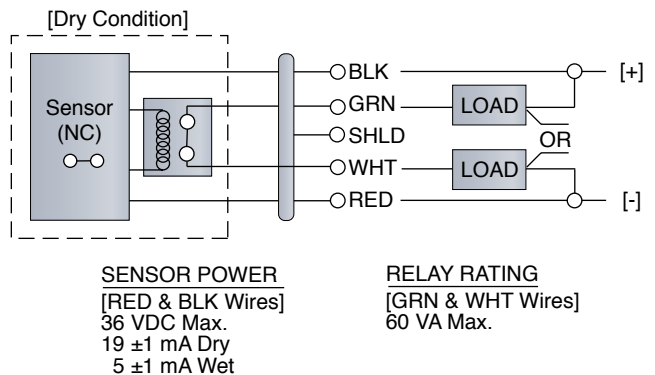 [Dry Condition]
Sensor
(NC)
BLK
GRN
SHLD
WHT
RED
LOAD
OR
LOAD
[+]
[-]
SENSOR POWER
[RED & BLK Wires]
36 VDC Max.
19 ±1 mA Dry
5 ±1 mA Wet
RELAY RATING
[GRN & WHT Wires]
60 VA Max.